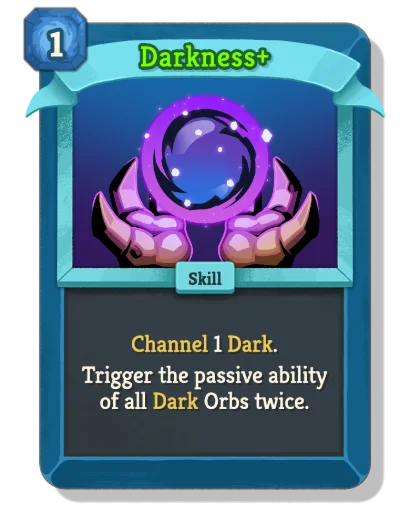 1
Darkness+
Skill
Channel 1 Dark.
Trigger the passive ability
of all Dark Orbs twice.